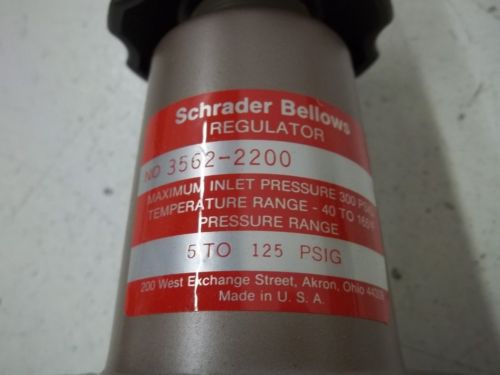 Schrader Bellows
REGULATOR
NO 3562-2200
MAXIMUM INLET PRESSURE 300
TEMPERATURE RANGE - 40 TO
PRESSURE RANGE
5 TO 125 PSIG
200 West Exchange Street, Akron, Ohio
Made in U. S. A.